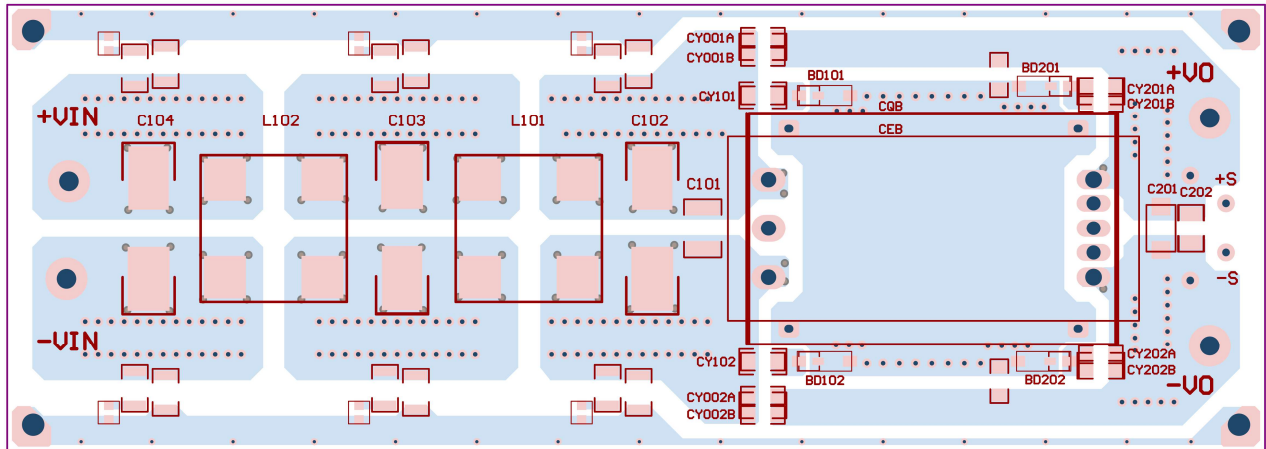 CY001A
CY001B
BD101
BD201
+VO
CY101
CY201A
CY201B
CQB
+VIN
C104
L102
C103
L101
C102
CEB
C101
C201
C202
+S
-S
-VIN
CY102
BD102
BD202
CY202A
CY202B
-VO
CY002A
CY002B